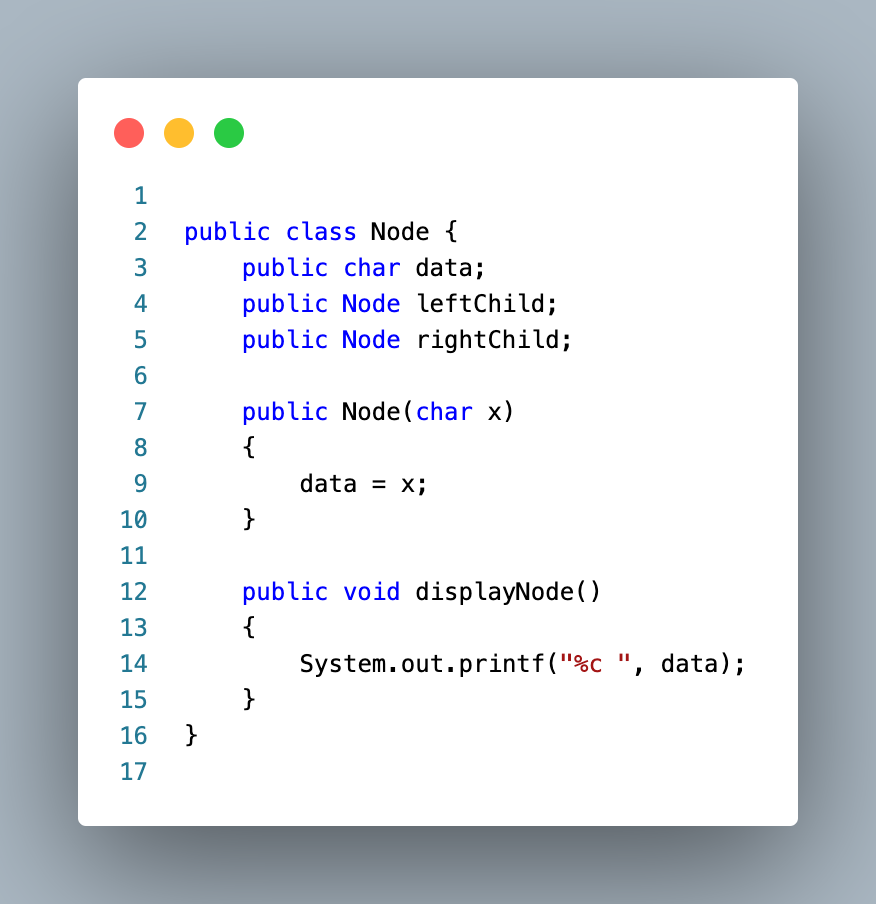 1
2 public class Node {
3     public char data;
4     public Node leftChild;
5     public Node rightChild;
6
7     public Node(char x)
8     {
9         data = x;
10     }
11
12     public void displayNode()
13     {
14         System.out.printf("%c ", data);
15     }
16 }
17